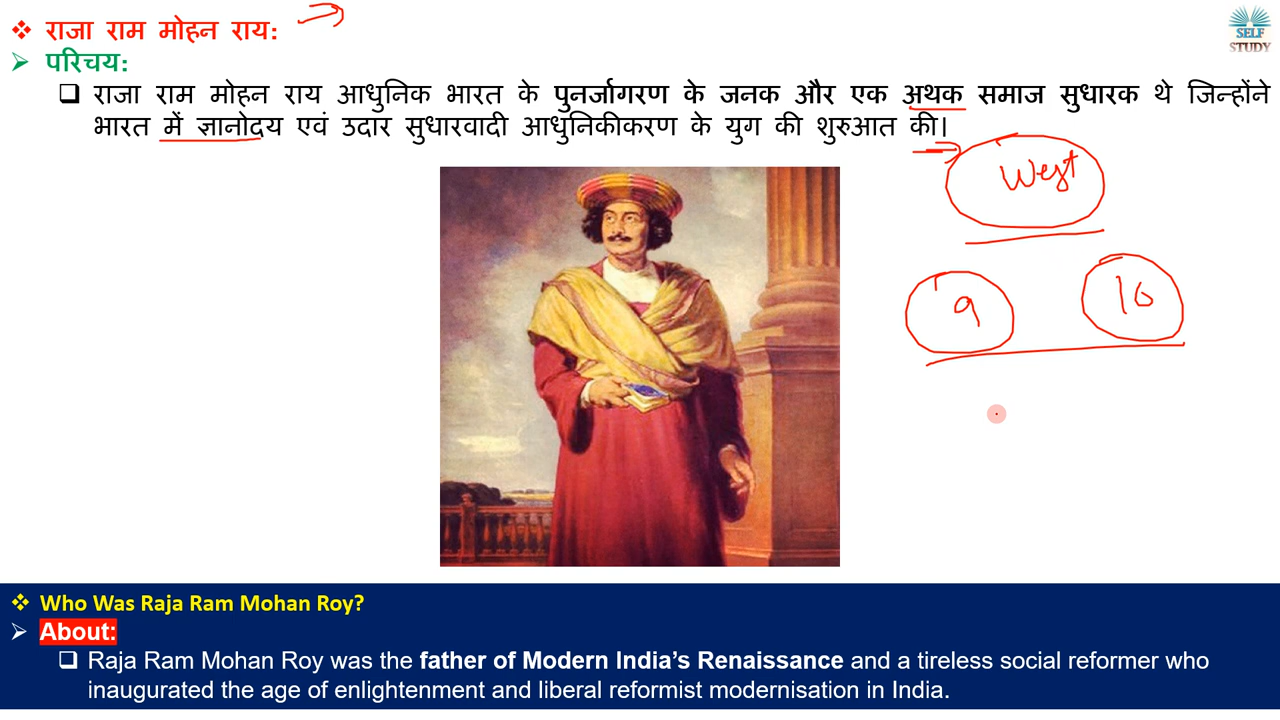 ❖ राजा राम मोहन राय:
➢ परिचय:
❑ राजा राम मोहन राय आधुनिक भारत के पुनर्जागरण के जनक और एक अथक समाज सुधारक थे जिन्होंने
भारत में ज्ञानोदय एवं उदार सुधारवादी आधुनिकीकरण के युग की शुरुआत की।
SELF
STUDY
West
9 10
❖ Who Was Raja Ram Mohan Roy?
➢ About:
❑ Raja Ram Mohan Roy was the father of Modern India’s Renaissance and a tireless social reformer who
inaugurated the age of enlightenment and liberal reformist modernisation in India.